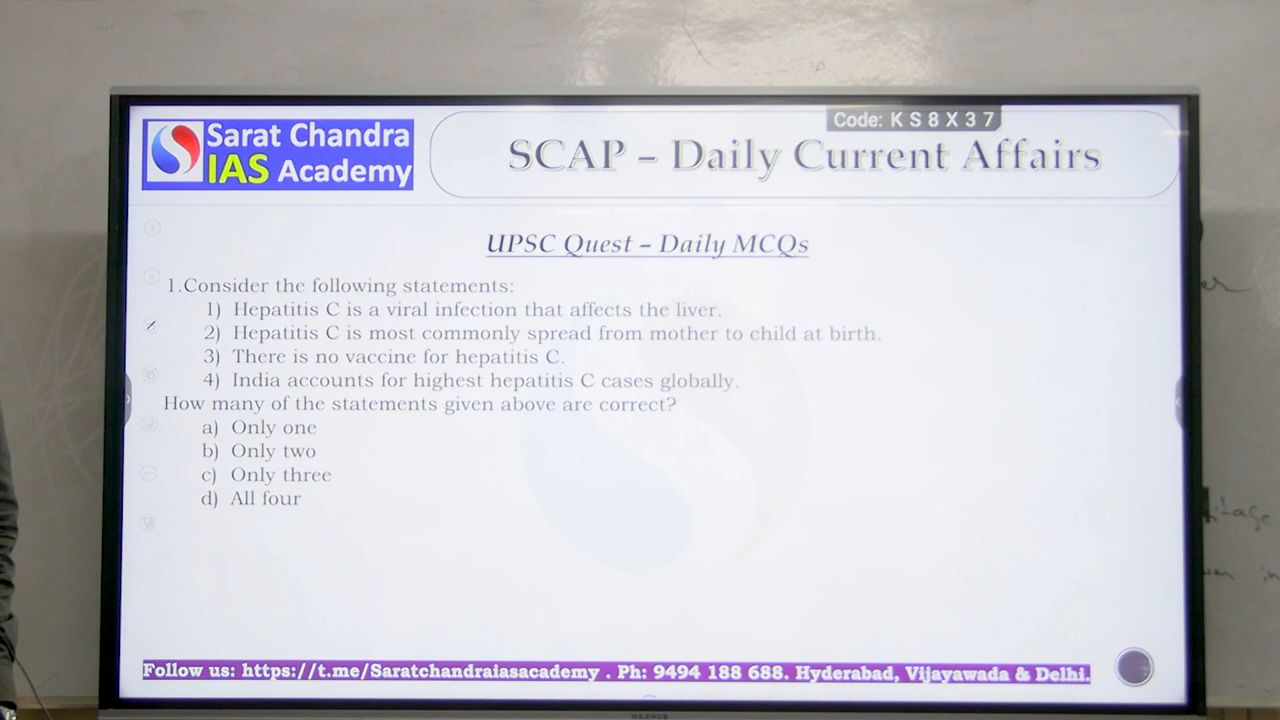 Code: K S 8 X 3 7
Sarat Chandra
IAS Academy
SCAP – Daily Current Affairs
UPSC Quest – Daily MCQs
1.Consider the following statements:
1) Hepatitis C is a viral infection that affects the liver.
2) Hepatitis C is most commonly spread from mother to child at birth.
3) There is no vaccine for hepatitis C.
4) India accounts for highest hepatitis C cases globally.
How many of the statements given above are correct?
a) Only one
b) Only two
c) Only three
d) All four
Follow us: https://t.me/Saratchandraiasacademy . Ph: 9494 188 688. Hyderabad, Vijayawada & Delhi.